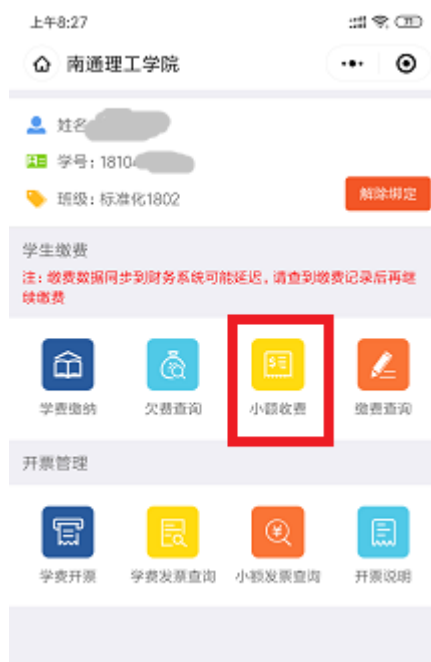 上午8:27
南通理工学院
姓名
学号：1810
班级：标准化1802
解除绑定
学生缴费
注：缴费数据同步到财务系统可能延迟，请查到缴费记录后再继
续缴费
学费缴纳 欠费查询 小额收费 缴费查询
开票管理
学费开票 学费发票查询 小额发票查询 开票说明